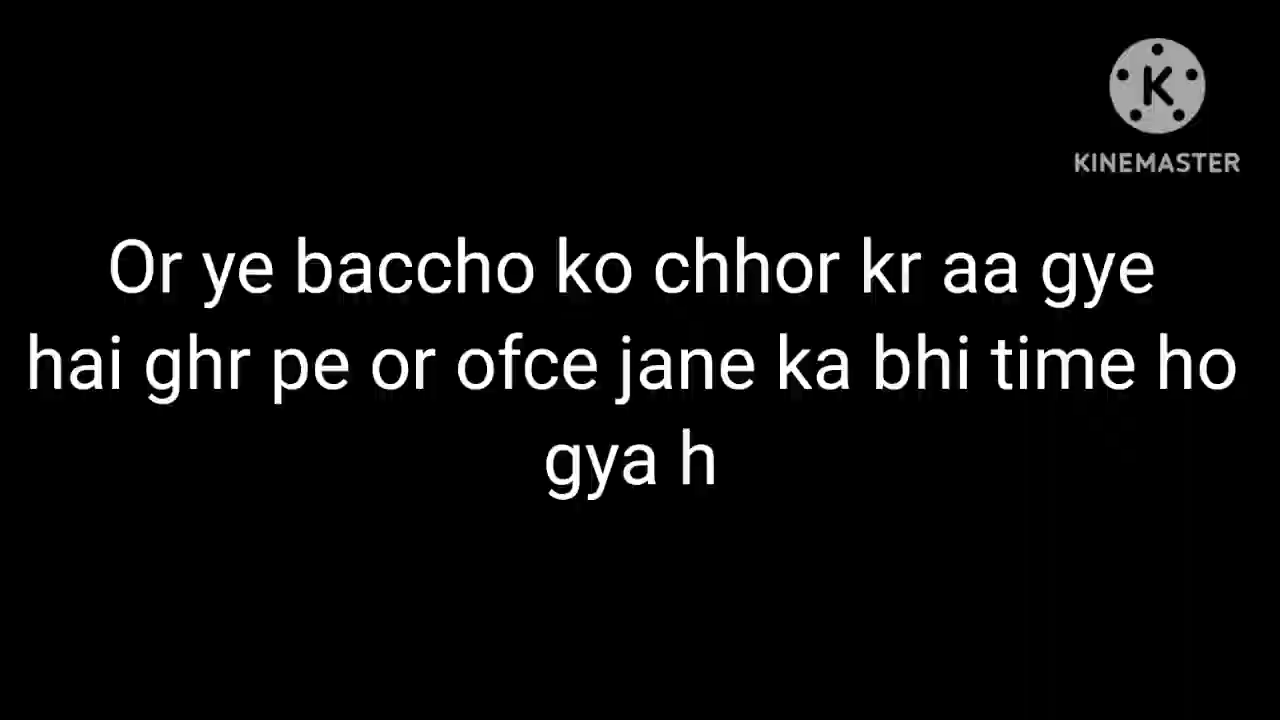 KINEMASTER
Or ye baccho ko chhor kr aa gye
hai ghr pe or ofce jane ka bhi time ho
gya h